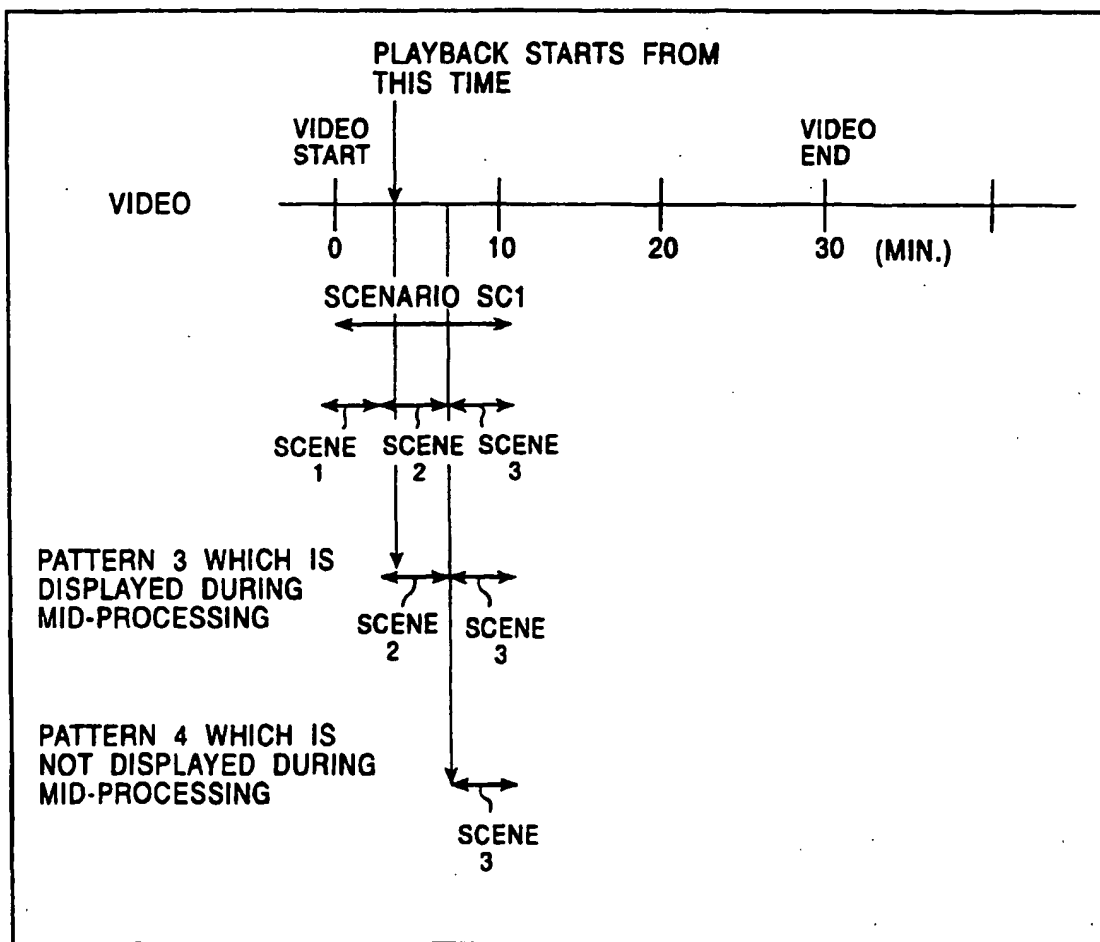 PLAYBACK STARTS FROM
THIS TIME
VIDEO
START
VIDEO
END
VIDEO
0
10
20
30
(MIN.)
SCENARIO SC1
SCENE
1
SCENE
2
SCENE
3
PATTERN 3 WHICH IS
DISPLAYED DURING
MID-PROCESSING
SCENE
2
SCENE
3
PATTERN 4 WHICH IS
NOT DISPLAYED DURING
MID-PROCESSING
SCENE
3